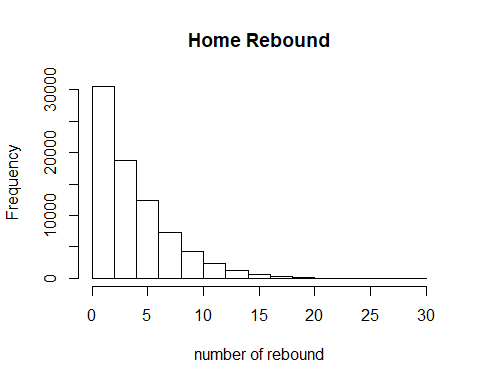 Home Rebound
Frequency
30000
20000
10000
0
0 5 10 15 20 25 30
number of rebound